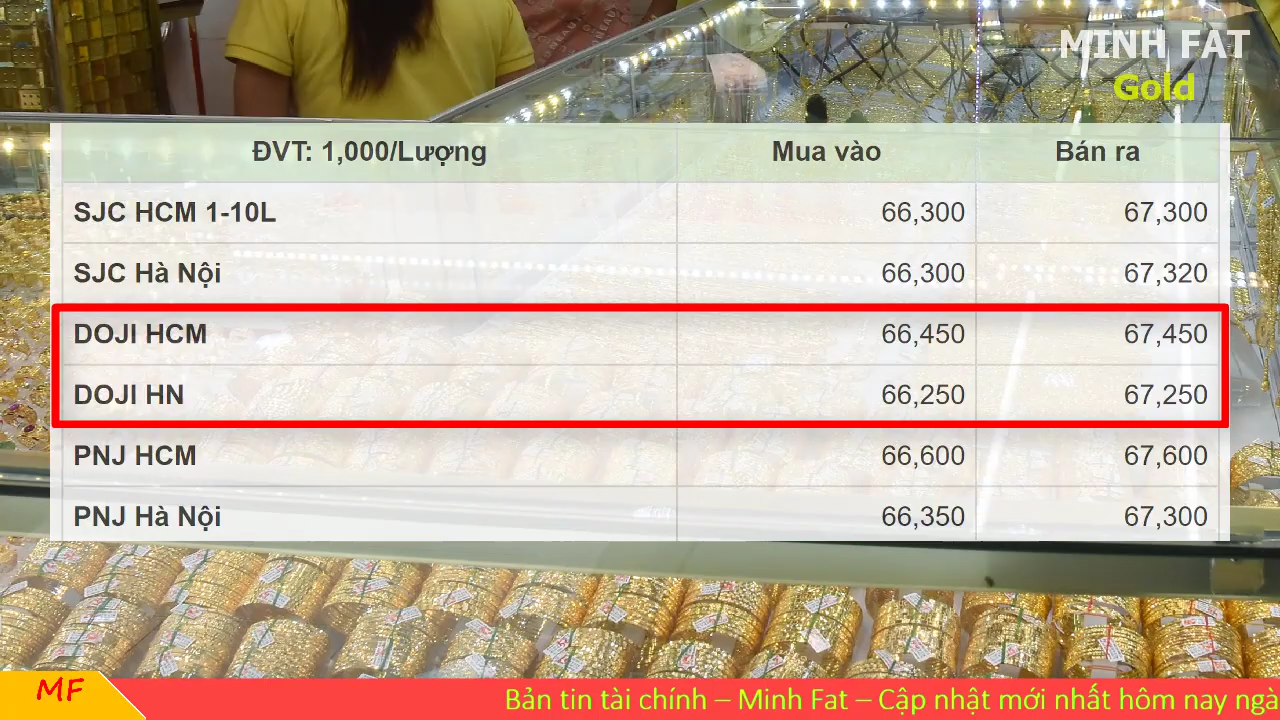 MINH FAT
Gold
ĐVT: 1,000/Lượng Mua vào Bán ra
SJC HCM 1-10L 66,300 67,300
SJC Hà Nội 66,300 67,320
DOJI HCM 66,450 67,450
DOJI HN 66,250 67,250
PNJ HCM 66,600 67,600
PNJ Hà Nội 66,350 67,300
MF
Bản tin tài chính – Minh Fat – Cập nhật mới nhất hôm nay ngà